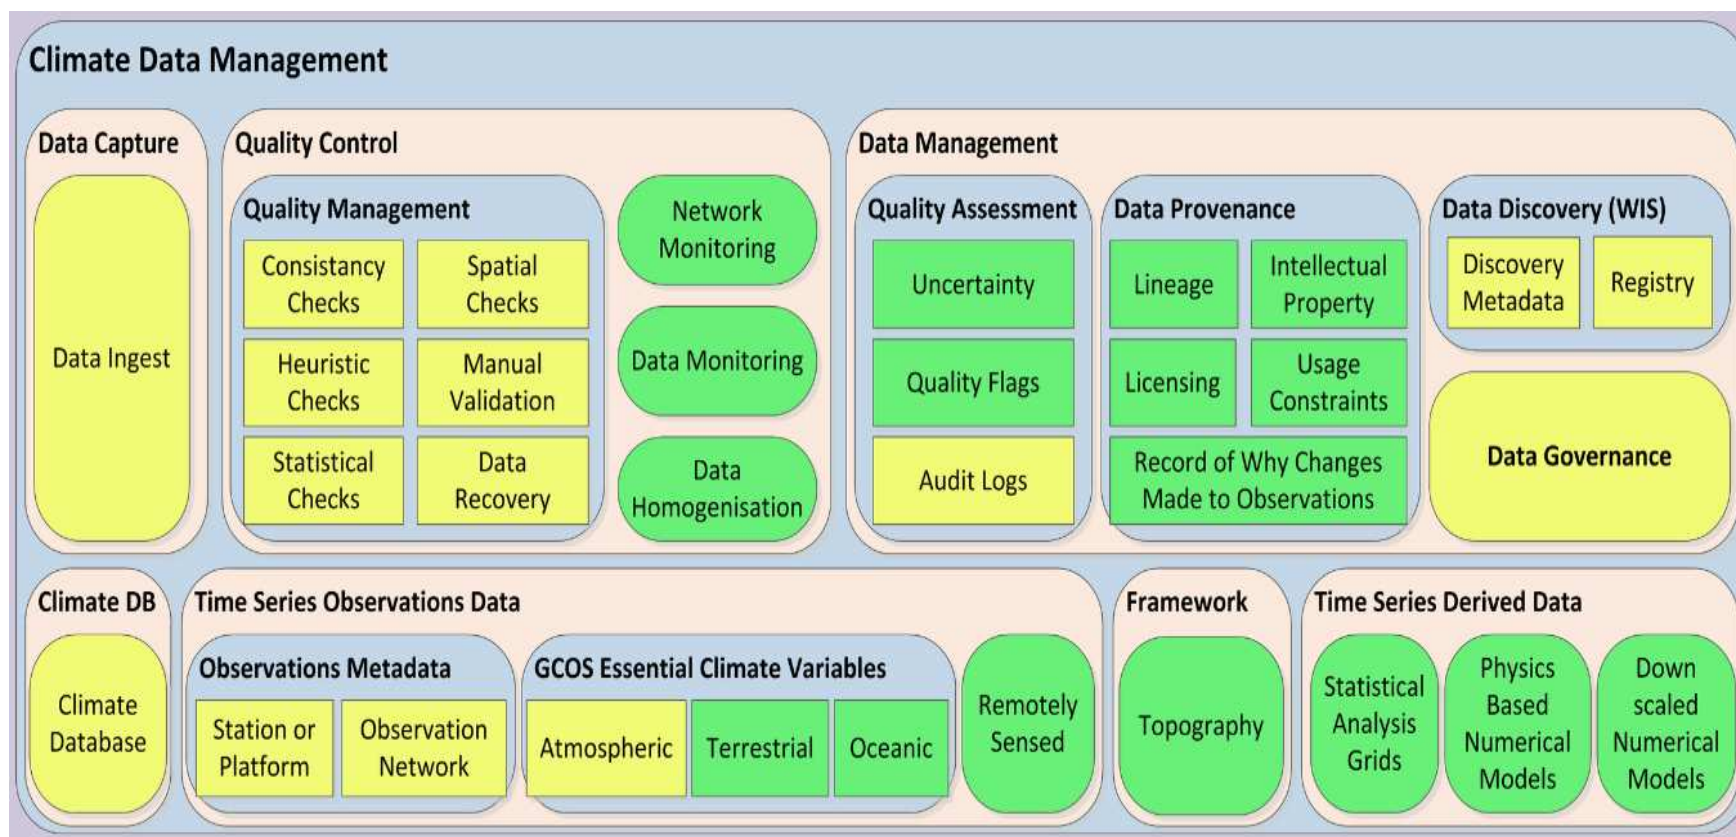 Climate Data Management
Data Capture
Data Ingest
Quality Control
Quality Management
Consistancy
Checks
Spatial
Checks
Heuristic
Checks
Manual
Validation
Statistical
Checks
Data
Recovery
Network
Monitoring
Data Monitoring
Data
Homogenisation
Data Management
Quality Assessment
Uncertainty
Quality Flags
Audit Logs
Data Provenance
Lineage
Intellectual
Property
Licensing
Usage
Constraints
Record of Why Changes
Made to Observations
Data Discovery (WIS)
Discovery
Metadata
Registry
Data Governance
Climate DB
Climate
Database
Time Series Observations Data
Observations Metadata
Station or
Platform
Observation
Network
GCOS Essential Climate Variables
Atmospheric
Terrestrial
Oceanic
Remotely
Sensed
Framework
Topography
Time Series Derived Data
Statistical
Analysis
Grids
Physics
Based
Numerical
Models
Down
scaled
Numerical
Models